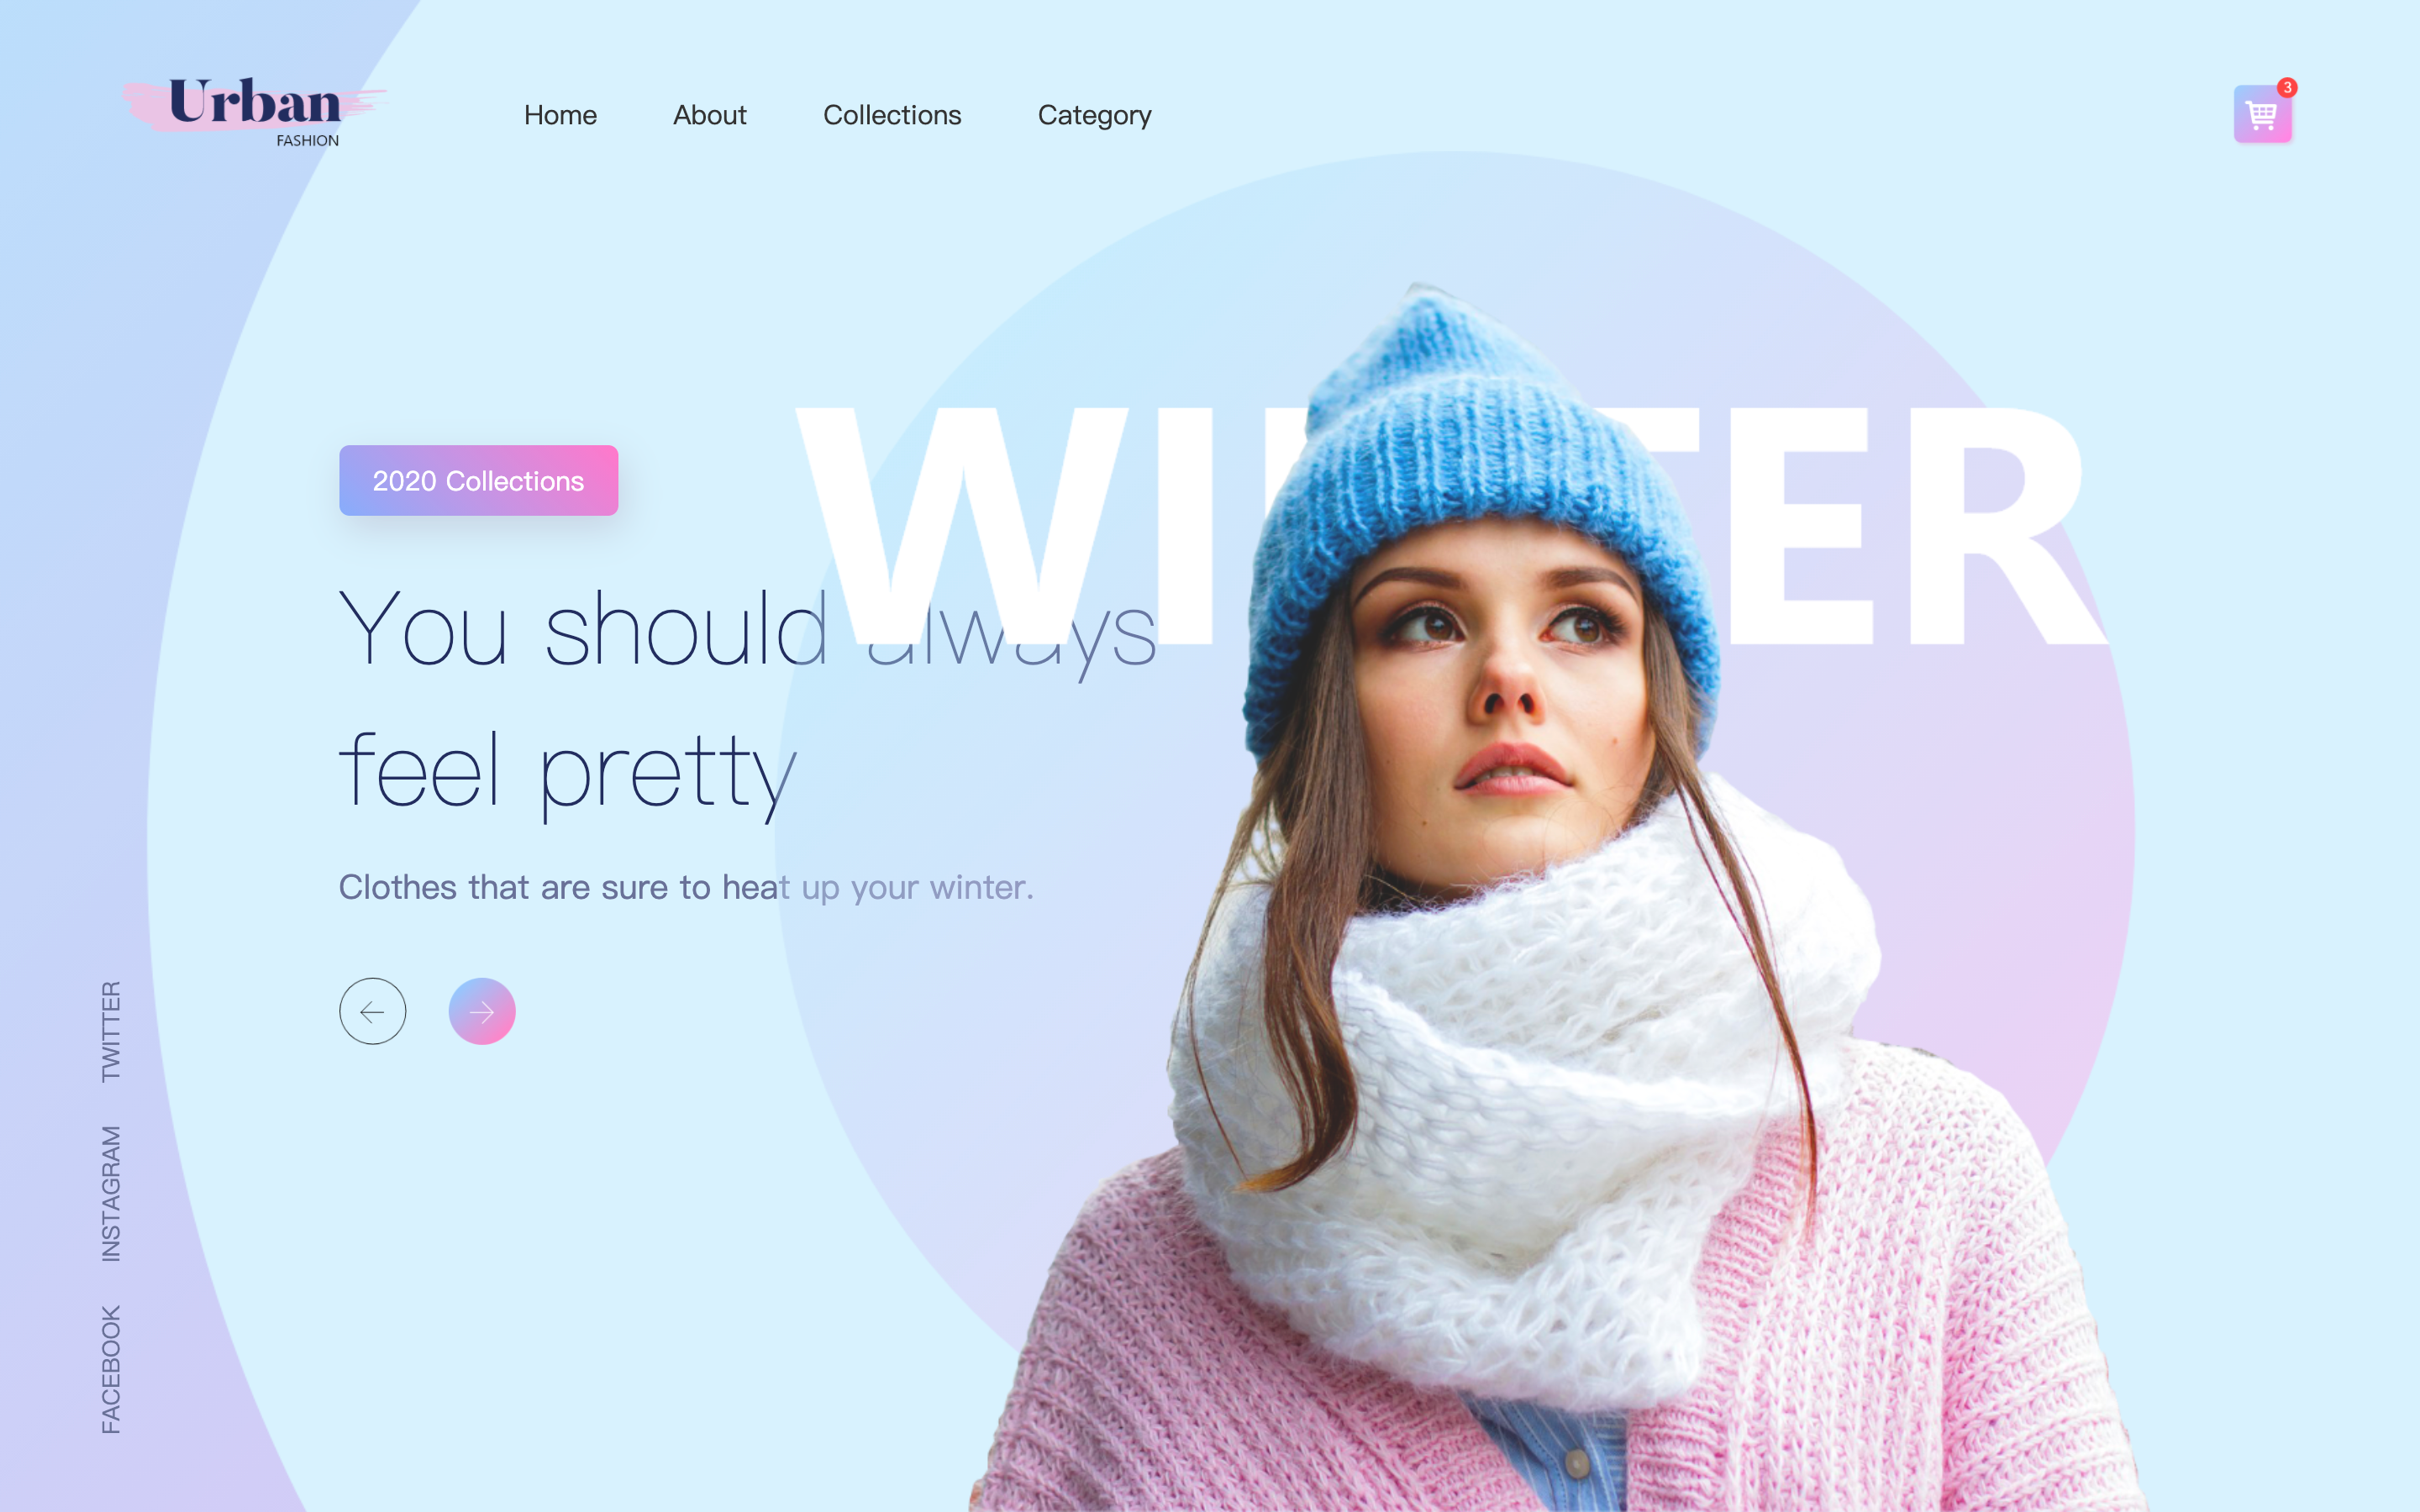 Urban
FASHION
Home About Collections Category
3
WINTER
2020 Collections
You should always
feel pretty
Clothes that are sure to heat up your winter.
TWITTER
INSTAGRAM
FACEBOOK